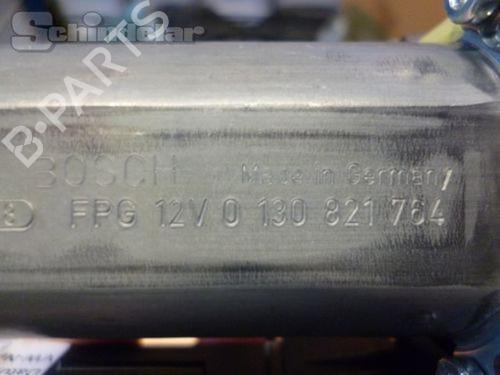 Schindelar
B-PARTS
BOSCH Made in Germany
FPG 12V 0 130 821 764